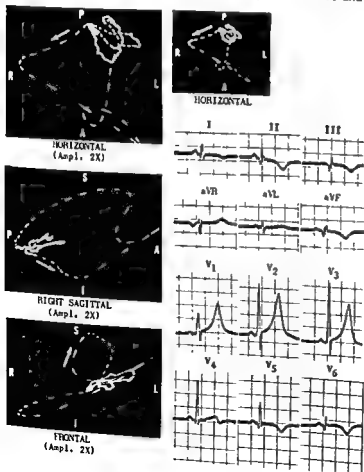 P
R
L
A
HORIZONTAL
(Ampl. 2X)
P
R
L
A
HORIZONTAL
I II III
aVR aVL aVF
V1 V2 V3
V4 V5 V6
S
P
A
I
RIGHT SAGITTAL
(Ampl. 2X)
S
R
L
I
FRONTAL
(Ampl. 2X)